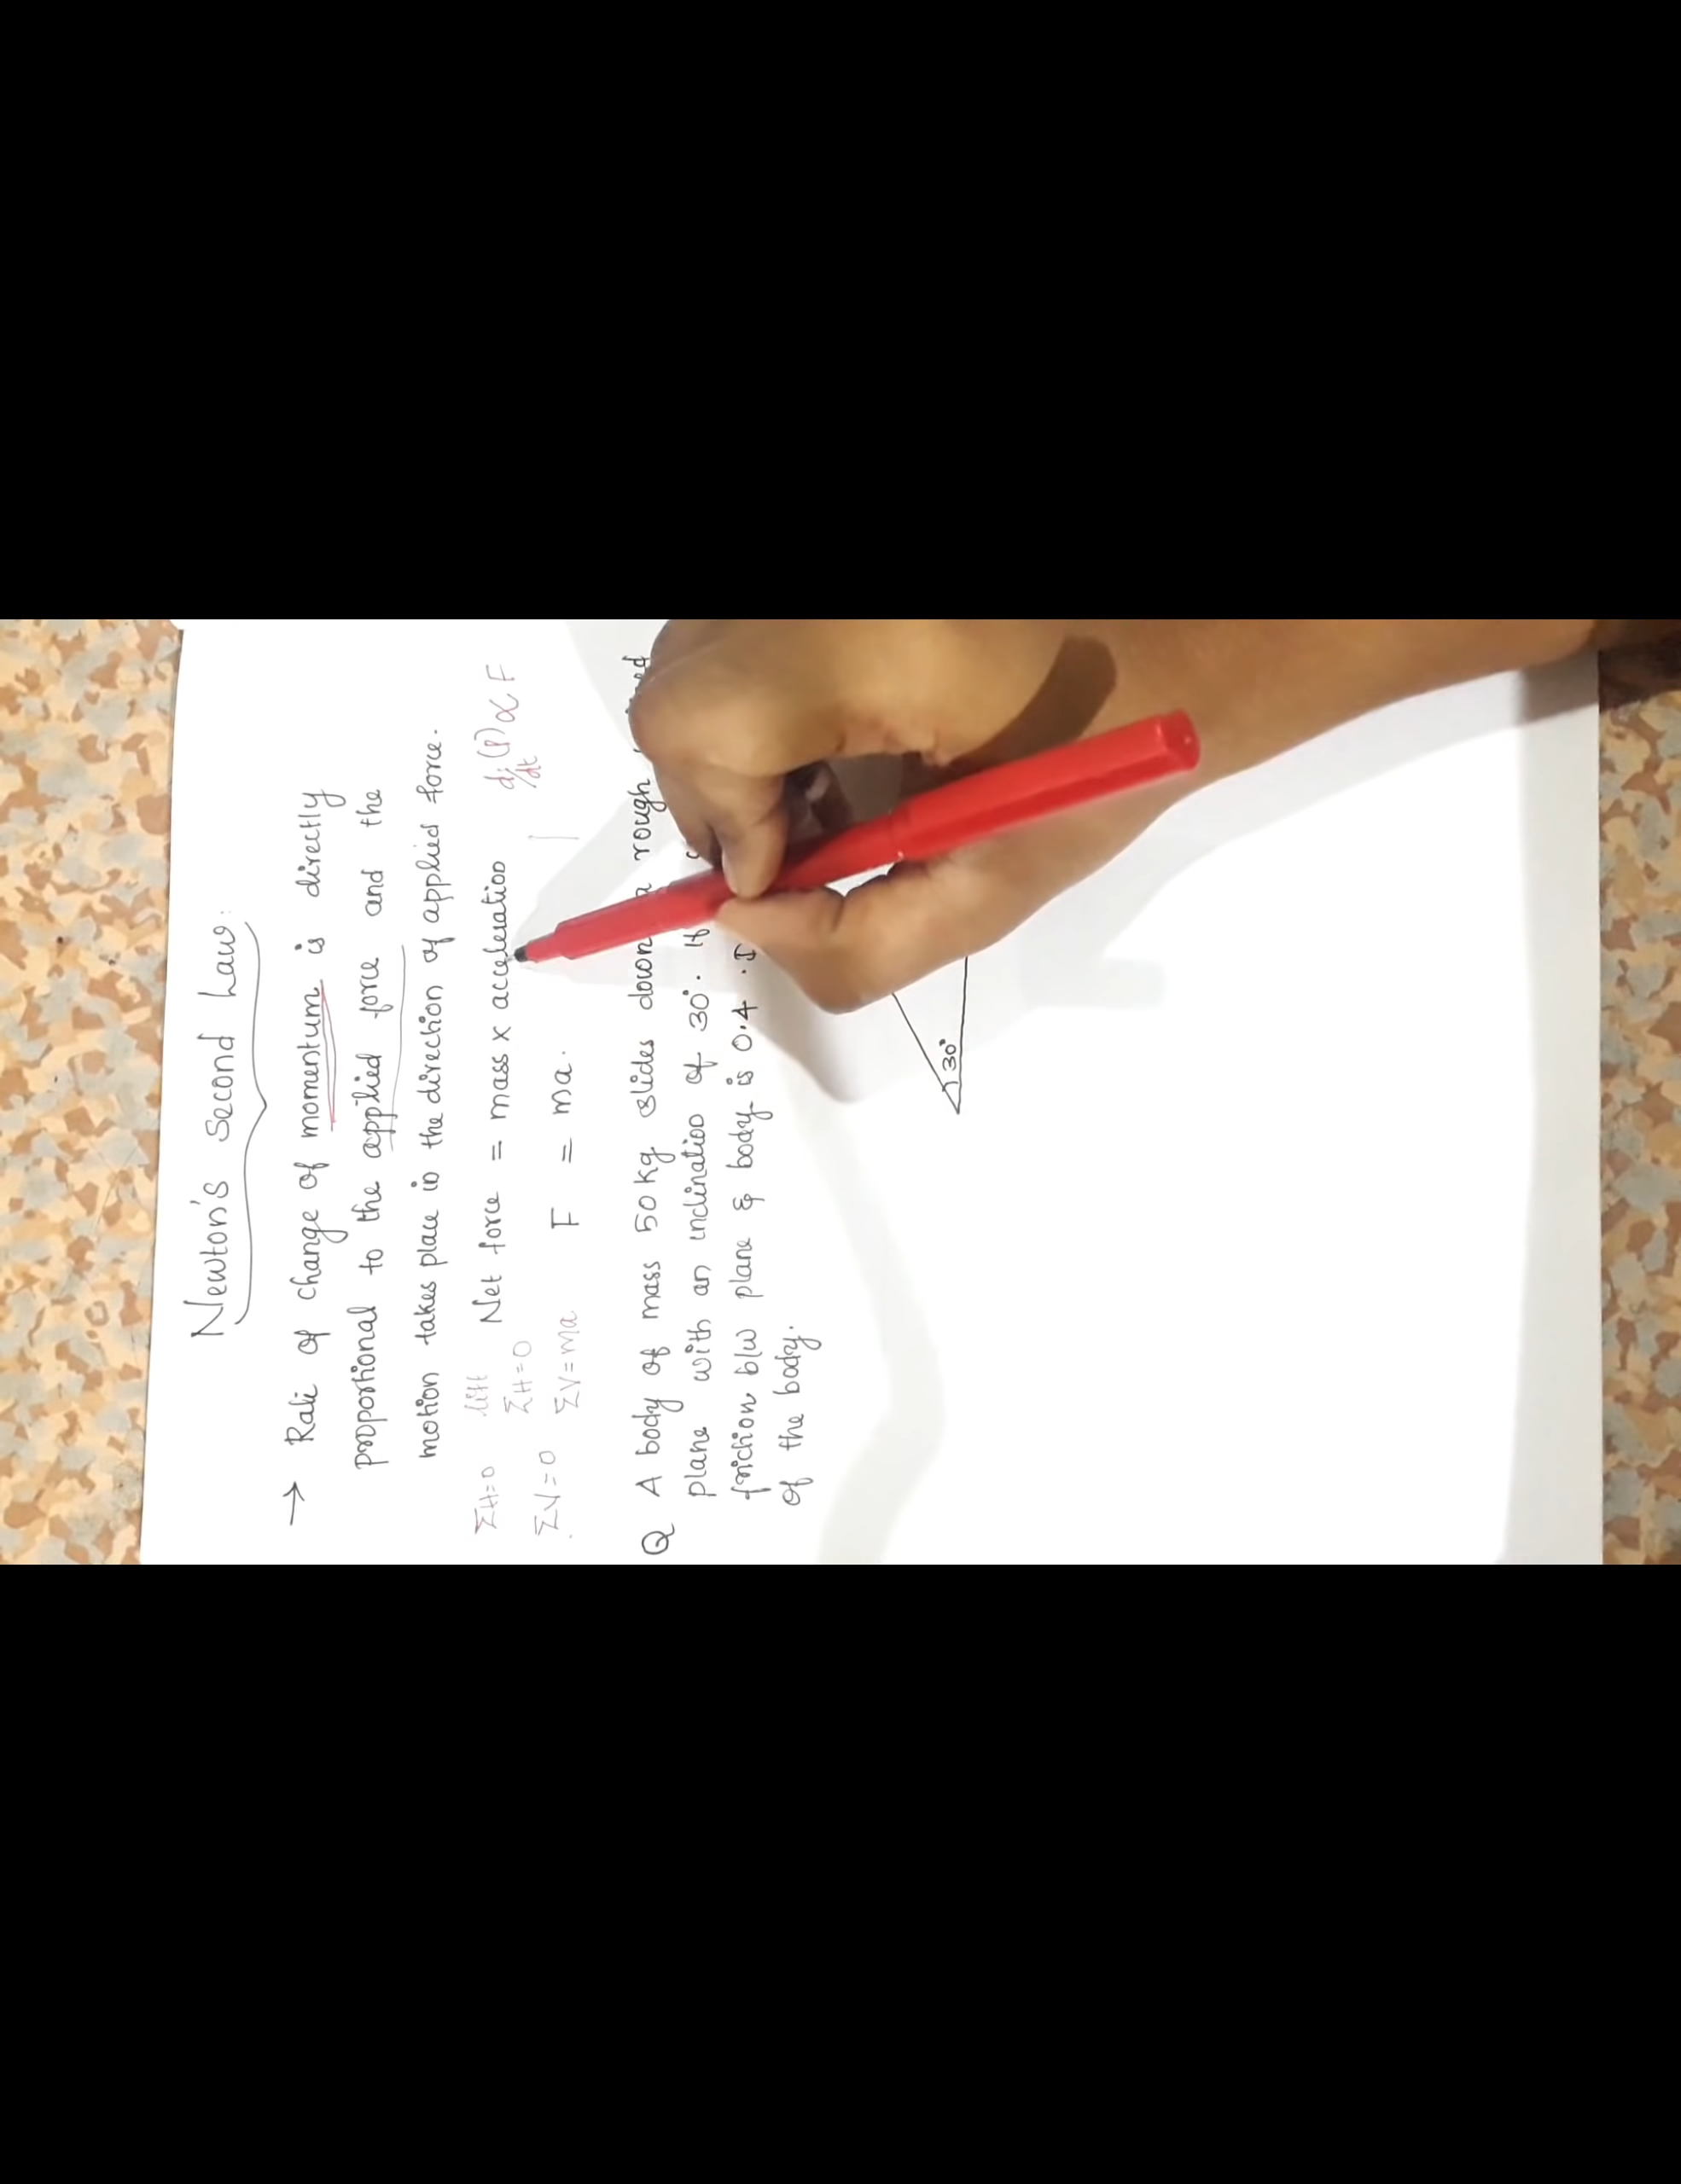 Newton's Second Law:
→ Rate of change of momentum is directly
proportional to the applied force and the
motion takes place in the direction of applied force.
ΣH=0 lift Net force = mass x acceleration d/dt (P) ∝ F
ΣH=0
ΣV=0 ΣV=ma F = ma.
Q A body of mass 50 kg slides down a rough
plane with an inclination of 30°. If
friction b/w plane & body is 0.4.
of the body.
30°